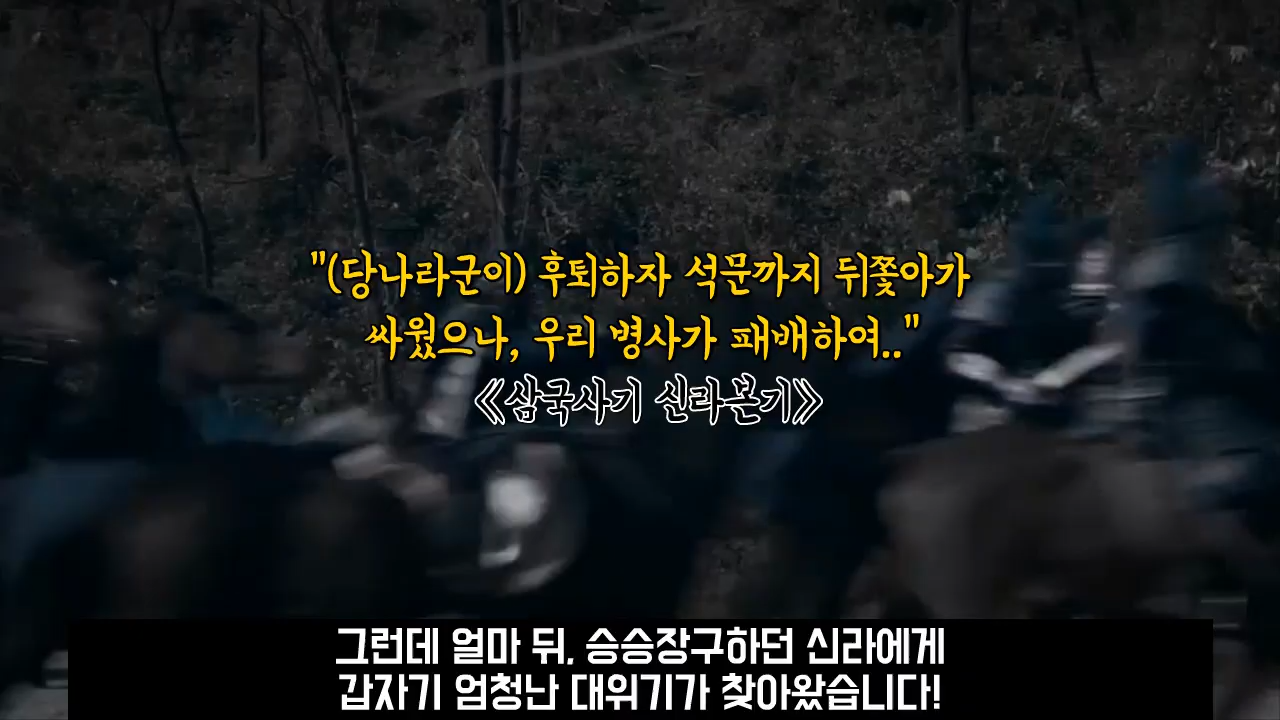 "(당나라군이) 후퇴하자 석문까지 뒤쫓아가
싸웠으나, 우리 병사가 패배하여.."
《삼국사기 신라본기》
그런데 얼마 뒤, 승승장구하던 신라에게
갑자기 엄청난 대위기가 찾아왔습니다!